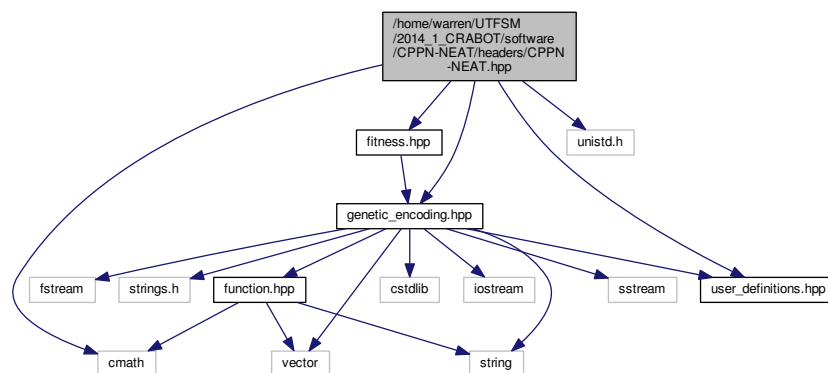 /home/warren/UTFSM
/2014_1_CRABOT/software
/CPPN-NEAT/headers/CPPN
-NEAT.hpp
fitness.hpp
unistd.h
genetic_encoding.hpp
fstream
strings.h
function.hpp
cstdlib
iostream
sstream
user_definitions.hpp
cmath
vector
string